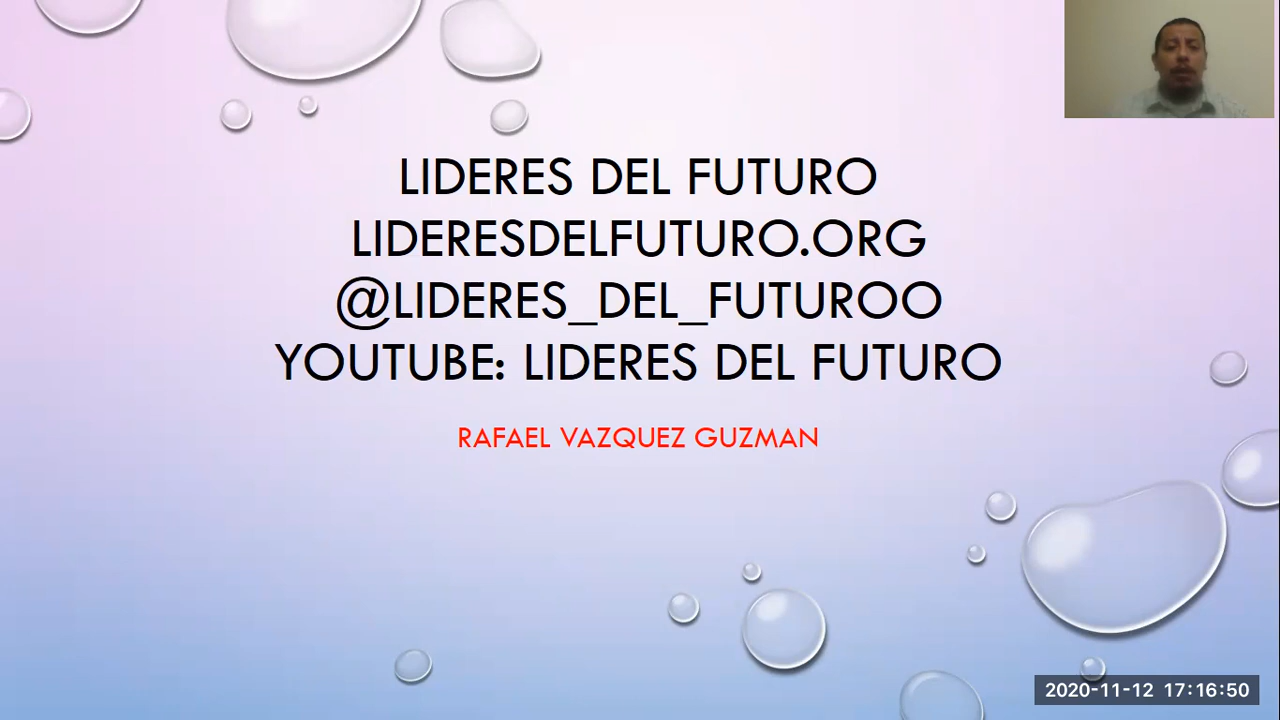 LIDERES DEL FUTURO
LIDERESDELFUTURO.ORG
@LIDERES_DEL_FUTUROO
YOUTUBE: LIDERES DEL FUTURO
RAFAEL VAZQUEZ GUZMAN
2020-11-12 17:16:50